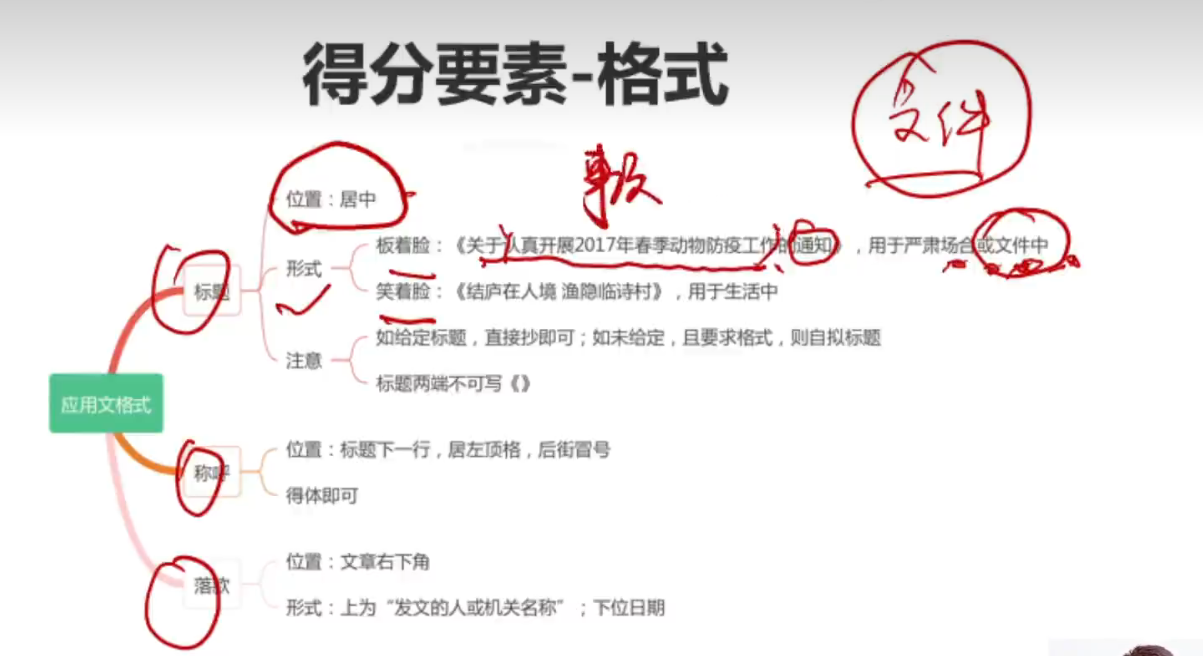 得分要素-格式
文件
位置：居中
板着脸：《关于认真开展2017年春季动物防疫工作的通知》，用于严肃场合或文件中
形式
标题
笑着脸：《结庐在人境 渔隐临诗村》，用于生活中
如给定标题，直接抄即可；如未给定，且要求格式，则自拟标题
注意
标题两端不可写《》
应用文格式
位置：标题下一行，居左顶格，后街冒号
称呼
得体即可
位置：文章右下角
落款
形式：上为“发文的人或机关名称”；下位日期